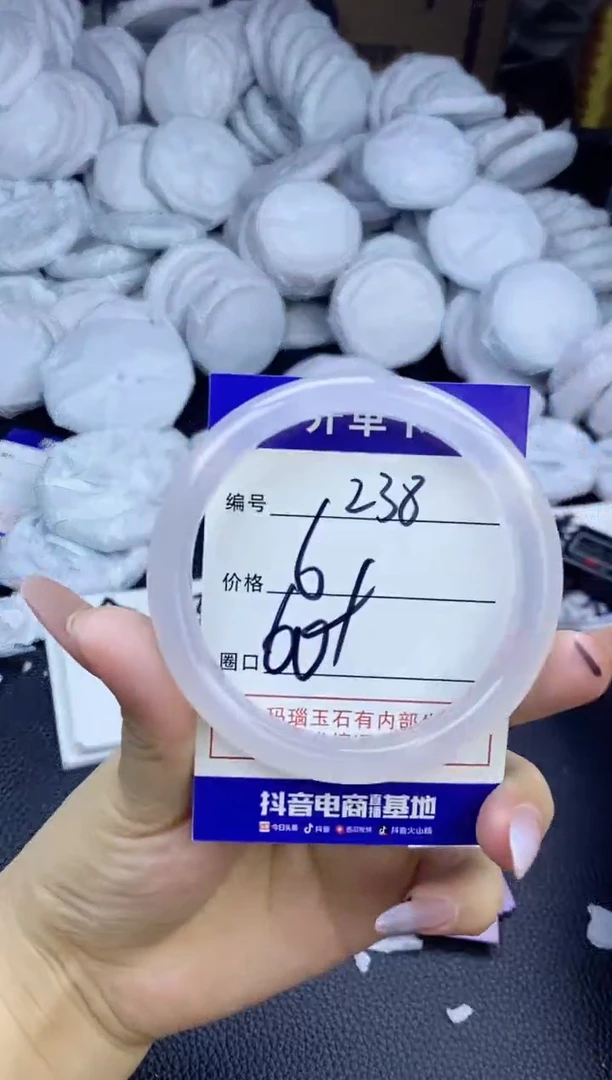 开单卡
编号 238
价格 6
圈口 60+
玛瑙玉石有内部
抖音电商直播基地
今日头条 抖音 西瓜视频 抖音火山版